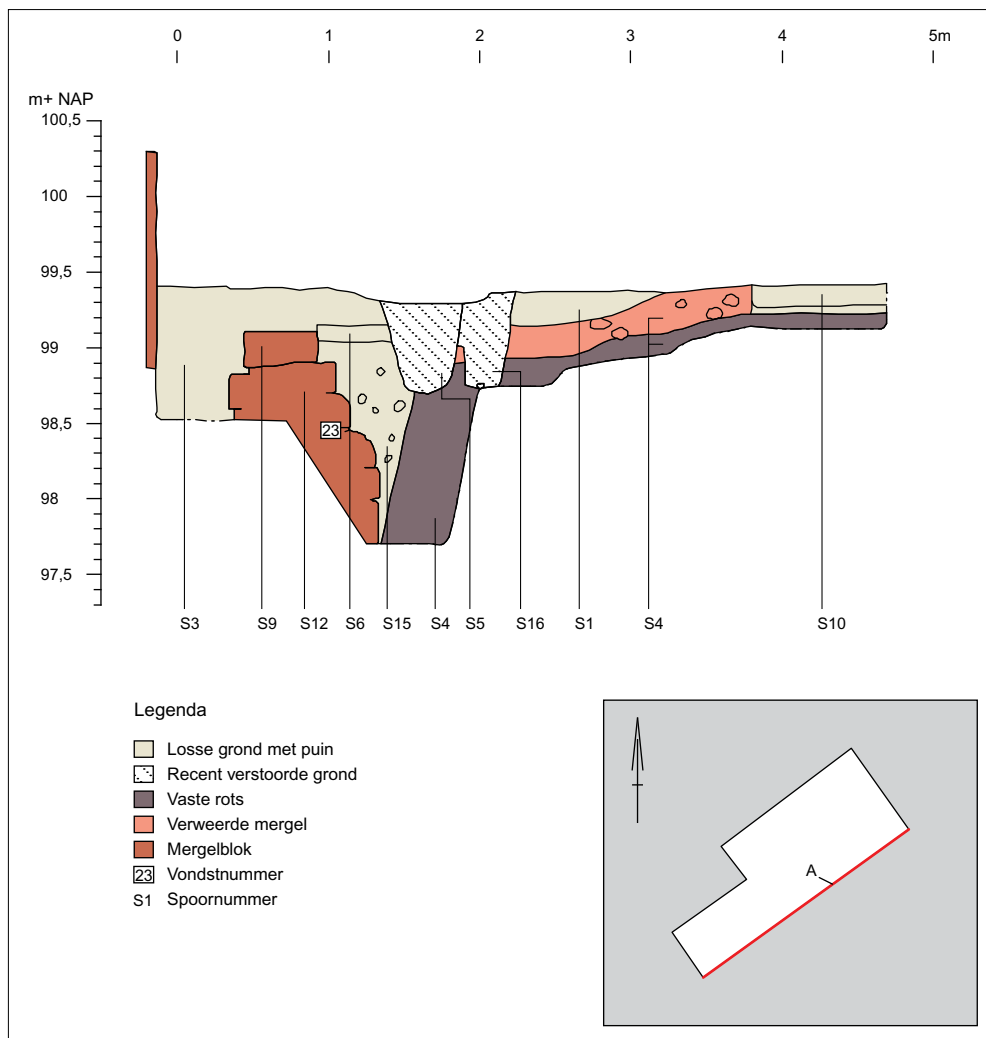 0 1 2 3 4 5m
m+ NAP
100,5
100
99,5
99
98,5
98
97,5
23
S3 S9 S12 S6 S15 S4 S5 S16 S1 S4 S10
Legenda
Losse grond met puin
Recent verstoorde grond
Vaste rots
Verweerde mergel
Mergelblok
23 Vondstnummer
S1 Spoornummer
A